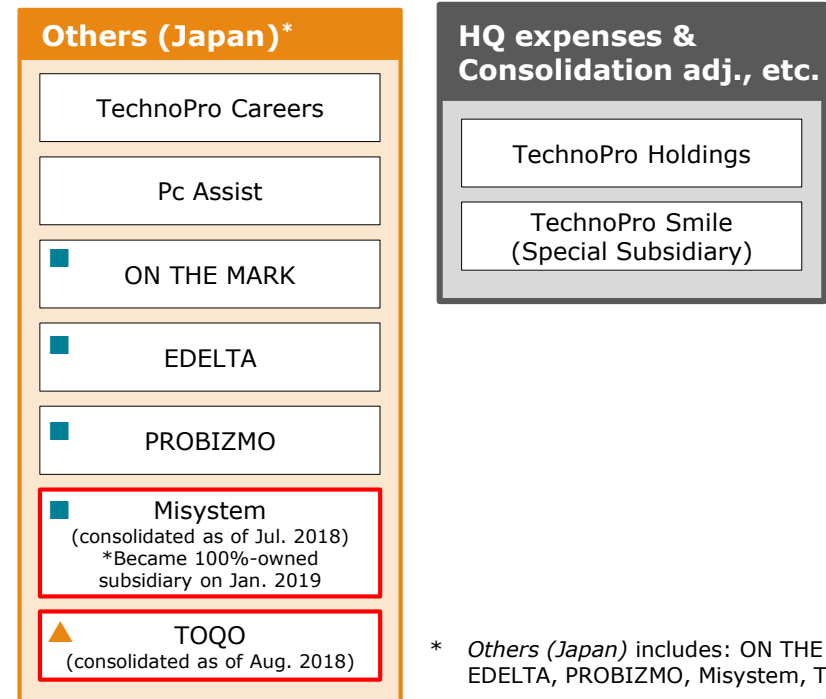 Others (Japan)*
TechnoPro Careers
Pc Assist
ON THE MARK
EDELTA
PROBIZMO
Misystem
(consolidated as of Jul. 2018)
*Became 100%-owned
subsidiary on Jan. 2019
TOQO
(consolidated as of Aug. 2018)
HQ expenses &
Consolidation adj., etc.
TechnoPro Holdings
TechnoPro Smile
(Special Subsidiary)
* Others (Japan) includes: ON THE
EDELTA, PROBIZMO, Misystem, T